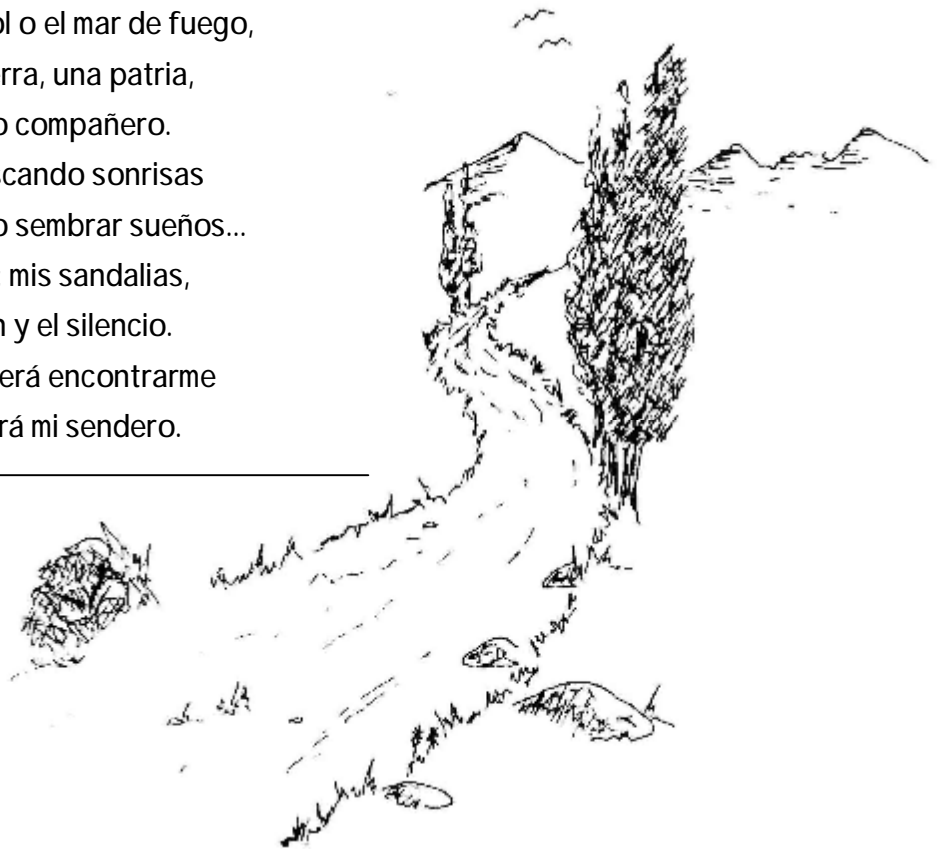 o el mar de fuego,
una patria,
compañero.
sonrisas
sembrar sueños...
mis sandalias,
y el silencio.
encontrarme
mi sendero.